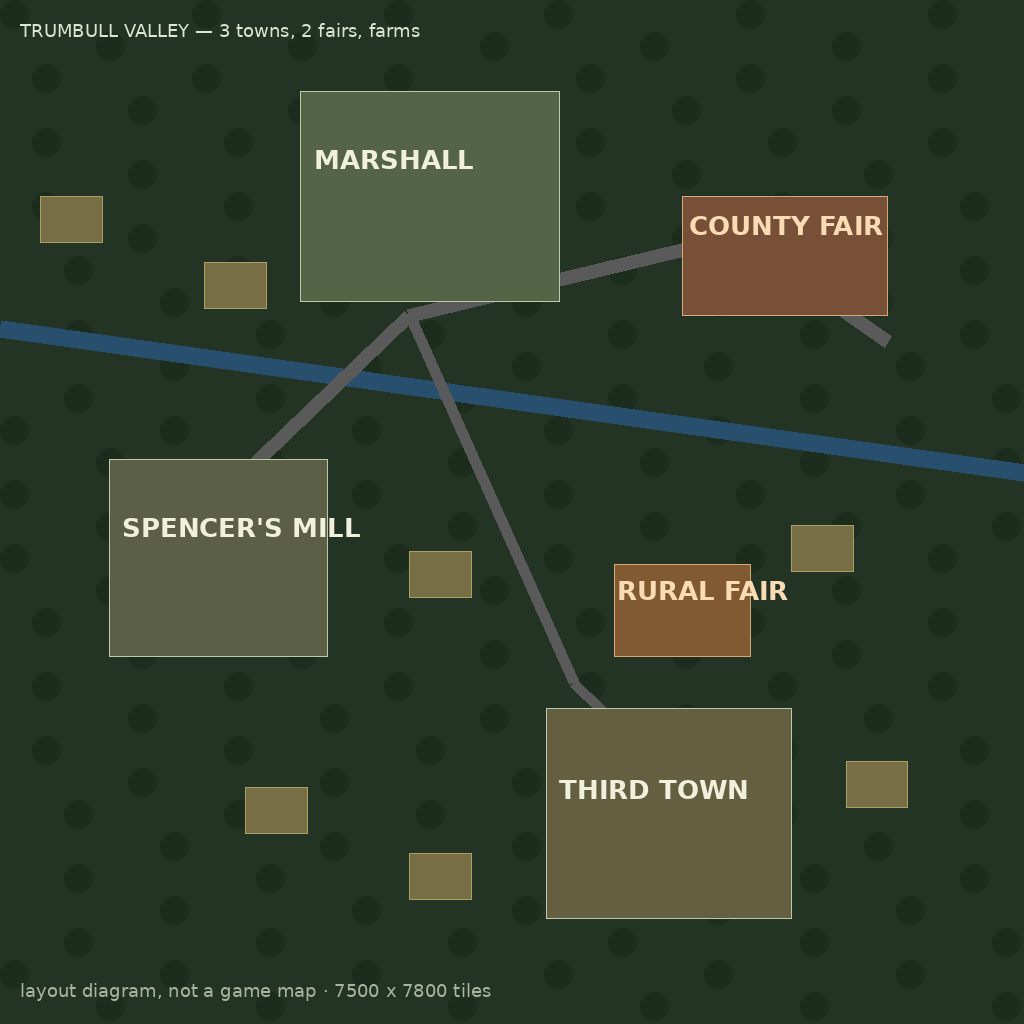 TRUMBULL VALLEY — 3 towns, 2 fairs, farms
MARSHALL
COUNTY FAIR
SPENCER'S MILL
RURAL FAIR
THIRD TOWN
layout diagram, not a game map · 7500 x 7800 tiles